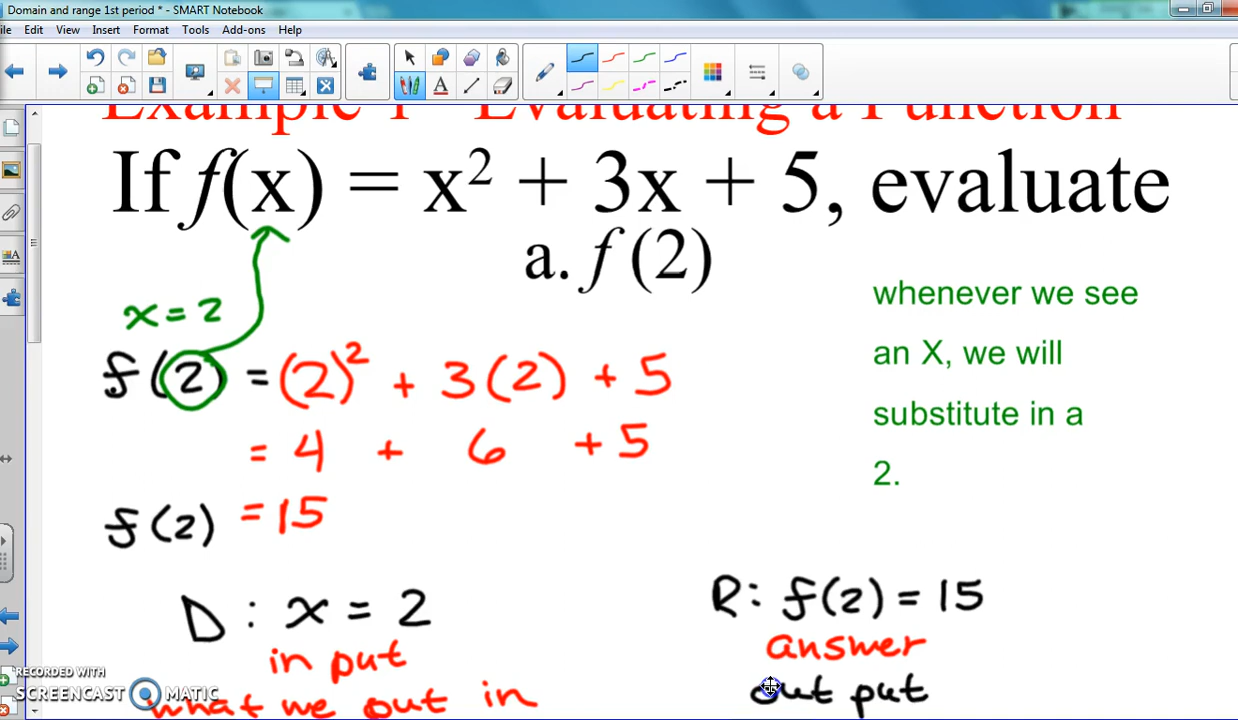 Domain and range 1st period * - SMART Notebook
ile Edit View Insert Format Tools Add-ons Help
Example 1 Evaluating a Function
If f(x) = x² + 3x + 5, evaluate
a. f(2)
x = 2
f(2) = (2)² + 3(2) + 5
= 4 + 6 + 5
f(2) = 15
whenever we see
an X, we will
substitute in a
2.
D : x = 2
in put
what we out in
R : f(2) = 15
answer
out put
RECORDED WITH
SCREENCAST MATIC